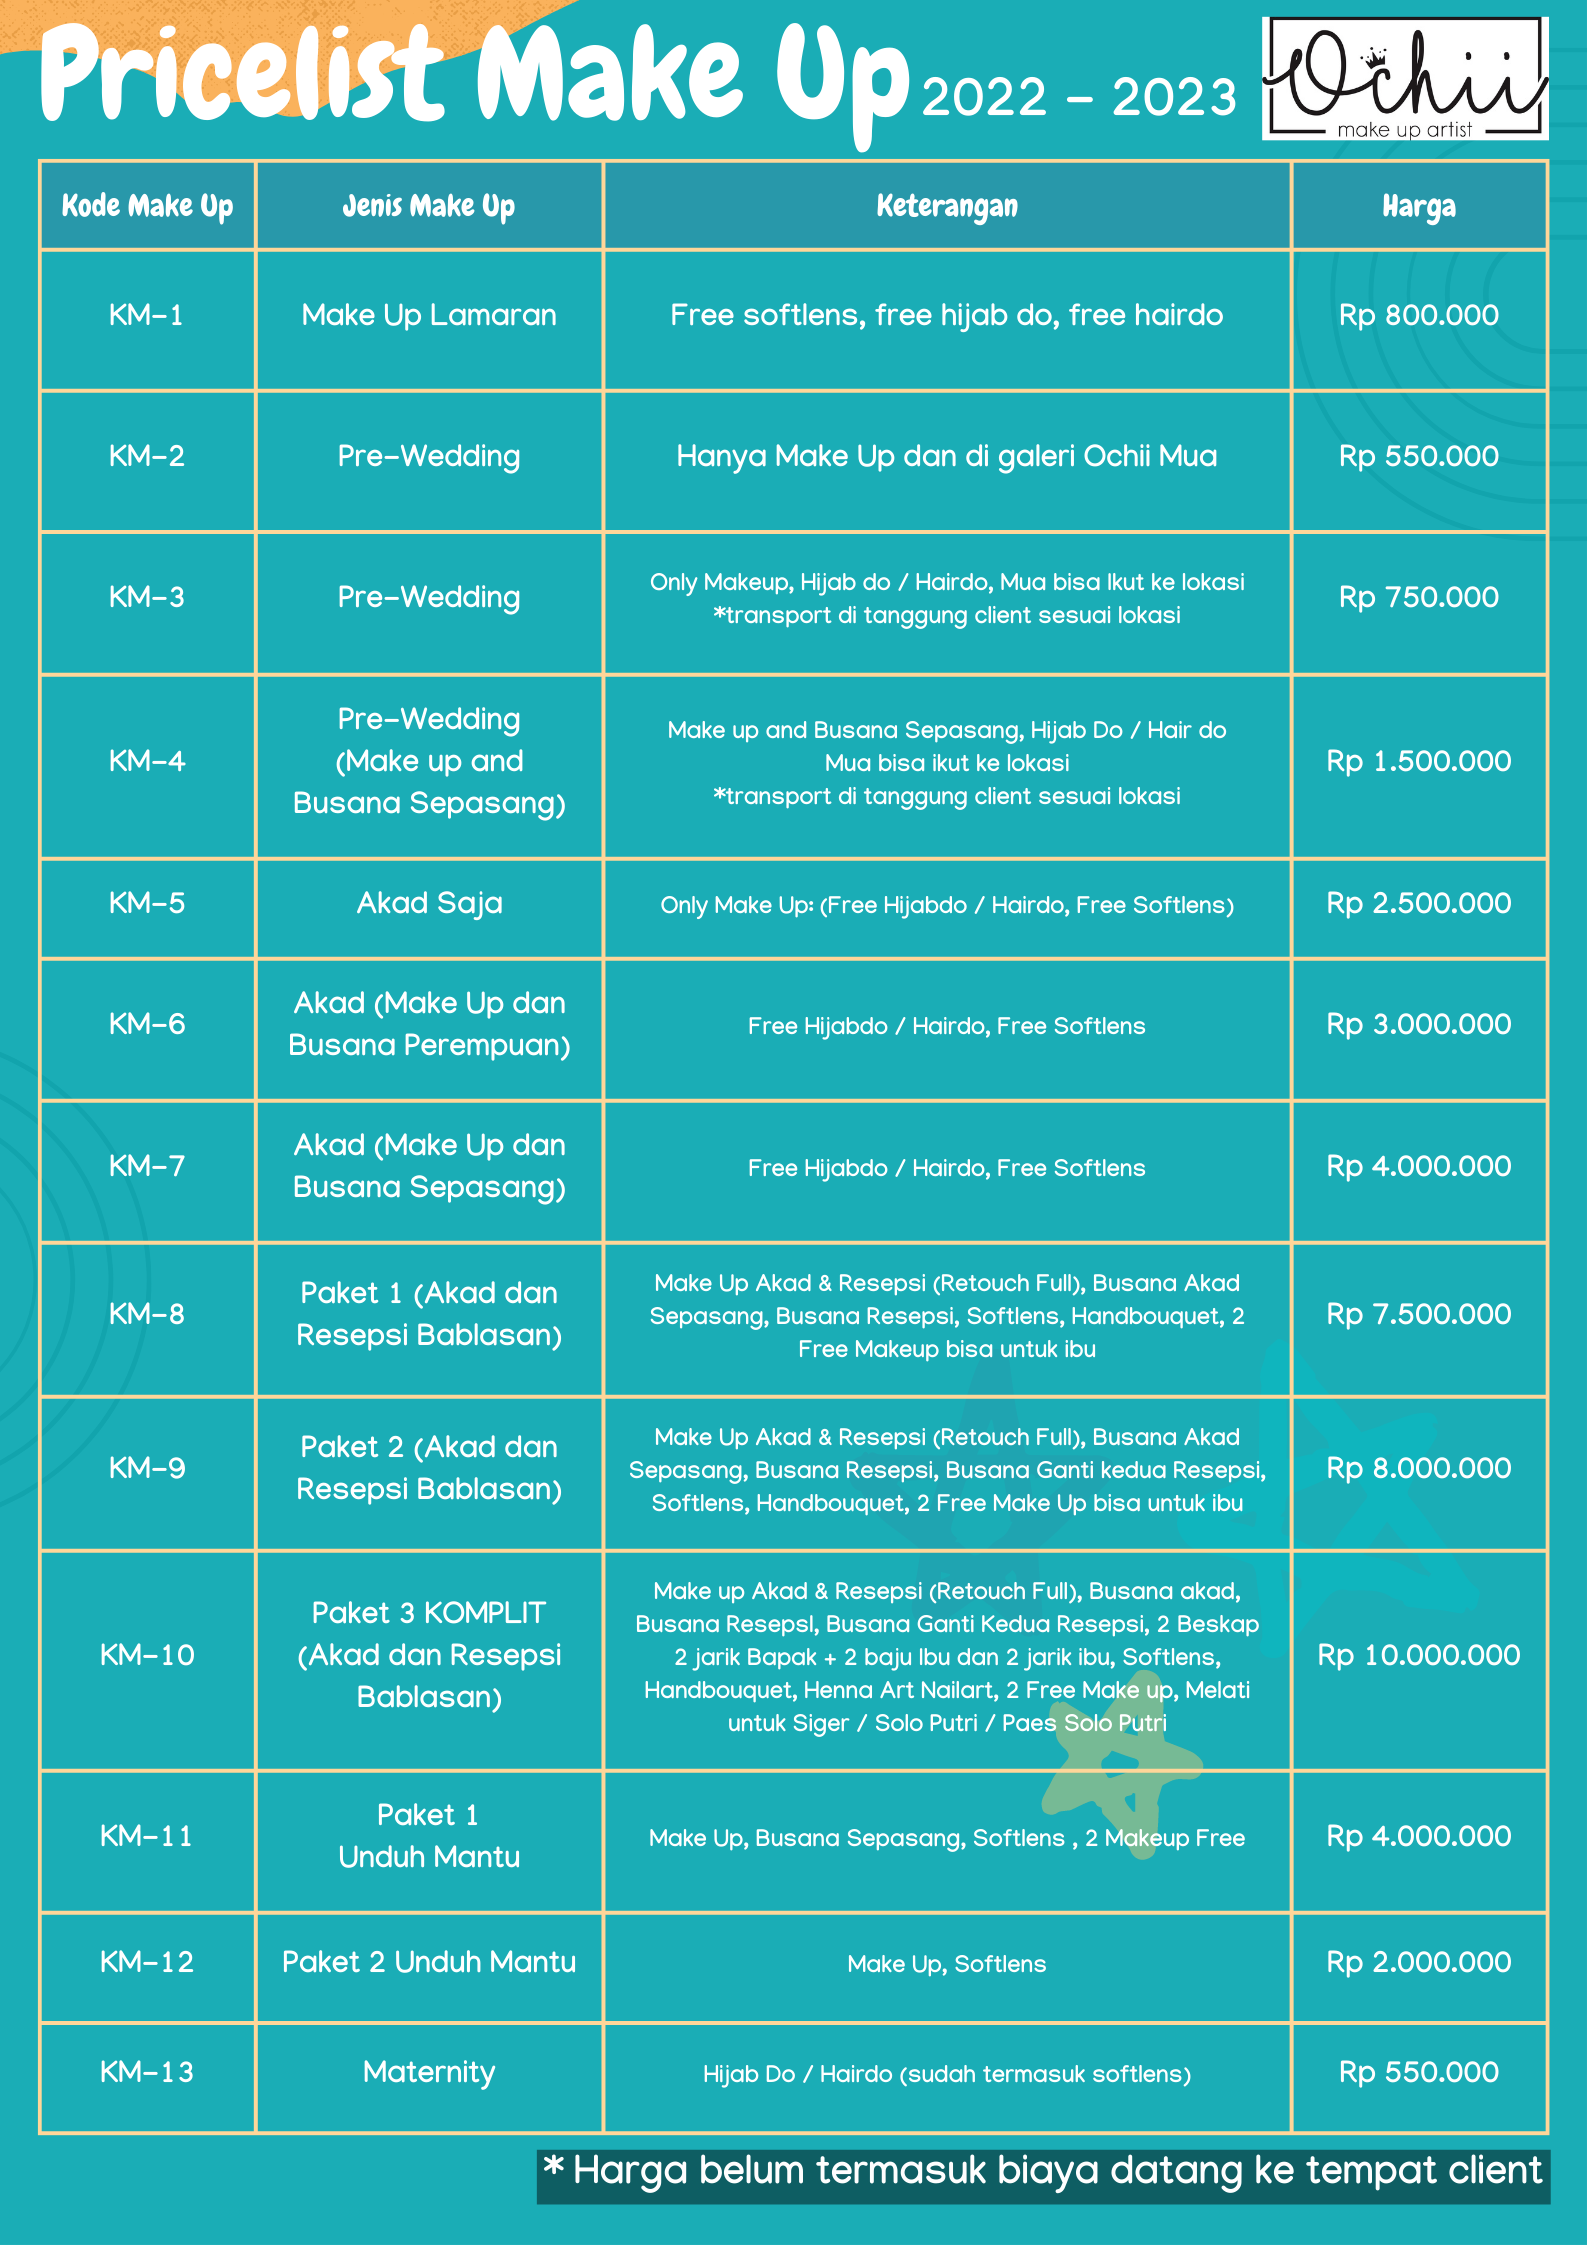 Pricelist Make Up 2022 - 2023
Ochii
make up artist
Kode Make Up
Jenis Make Up
Keterangan
Harga
KM-1
Make Up Lamaran
Free softlens, free hijab do, free hairdo
Rp 800.000
KM-2
Pre-Wedding
Hanya Make Up dan di galeri Ochii Mua
Rp 550.000
KM-3
Pre-Wedding
Only Makeup, Hijab do / Hairdo, Mua bisa Ikut ke lokasi
*transport di tanggung client sesuai lokasi
Rp 750.000
KM-4
Pre-Wedding
(Make up and
Busana Sepasang)
Make up and Busana Sepasang, Hijab Do / Hair do
Mua bisa ikut ke lokasi
*transport di tanggung client sesuai lokasi
Rp 1.500.000
KM-5
Akad Saja
Only Make Up: (Free Hijabdo / Hairdo, Free Softlens)
Rp 2.500.000
KM-6
Akad (Make Up dan
Busana Perempuan)
Free Hijabdo / Hairdo, Free Softlens
Rp 3.000.000
KM-7
Akad (Make Up dan
Busana Sepasang)
Free Hijabdo / Hairdo, Free Softlens
Rp 4.000.000
KM-8
Paket 1 (Akad dan
Resepsi Bablasan)
Make Up Akad & Resepsi (Retouch Full), Busana Akad
Sepasang, Busana Resepsi, Softlens, Handbouquet, 2
Free Makeup bisa untuk ibu
Rp 7.500.000
KM-9
Paket 2 (Akad dan
Resepsi Bablasan)
Make Up Akad & Resepsi (Retouch Full), Busana Akad
Sepasang, Busana Resepsi, Busana Ganti kedua Resepsi,
Softlens, Handbouquet, 2 Free Make Up bisa untuk ibu
Rp 8.000.000
KM-10
Paket 3 KOMPLIT
(Akad dan Resepsi
Bablasan)
Make up Akad & Resepsi (Retouch Full), Busana akad,
Busana ResepsI, Busana Ganti Kedua Resepsi, 2 Beskap
2 jarik Bapak + 2 baju Ibu dan 2 jarik ibu, Softlens,
Handbouquet, Henna Art Nailart, 2 Free Make up, Melati
untuk Siger / Solo Putri / Paes Solo Putri
Rp 10.000.000
KM-11
Paket 1
Unduh Mantu
Make Up, Busana Sepasang, Softlens , 2 Makeup Free
Rp 4.000.000
KM-12
Paket 2 Unduh Mantu
Make Up, Softlens
Rp 2.000.000
KM-13
Maternity
Hijab Do / Hairdo (sudah termasuk softlens)
Rp 550.000
* Harga belum termasuk biaya datang ke tempat client